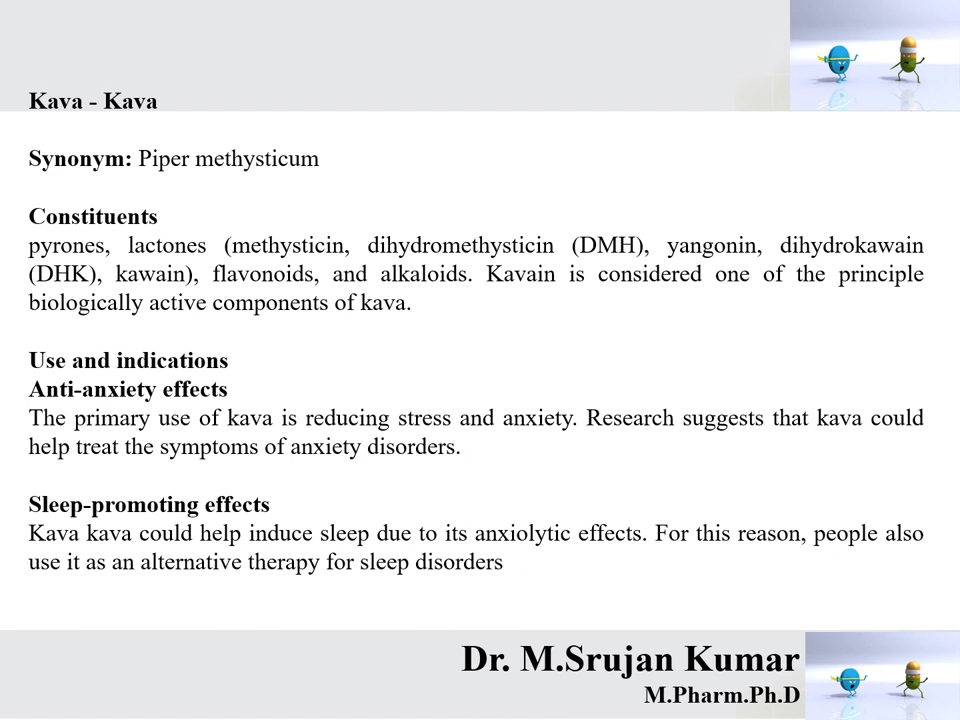 Kava - Kava
Synonym: Piper methysticum
Constituents
pyrones, lactones (methysticin, dihydromethysticin (DMH), yangonin, dihydrokawain
(DHK), kawain), flavonoids, and alkaloids. Kavain is considered one of the principle
biologically active components of kava.
Use and indications
Anti-anxiety effects
The primary use of kava is reducing stress and anxiety. Research suggests that kava could
help treat the symptoms of anxiety disorders.
Sleep-promoting effects
Kava kava could help induce sleep due to its anxiolytic effects. For this reason, people also
use it as an alternative therapy for sleep disorders
Dr. M.Srujan Kumar
M.Pharm.Ph.D